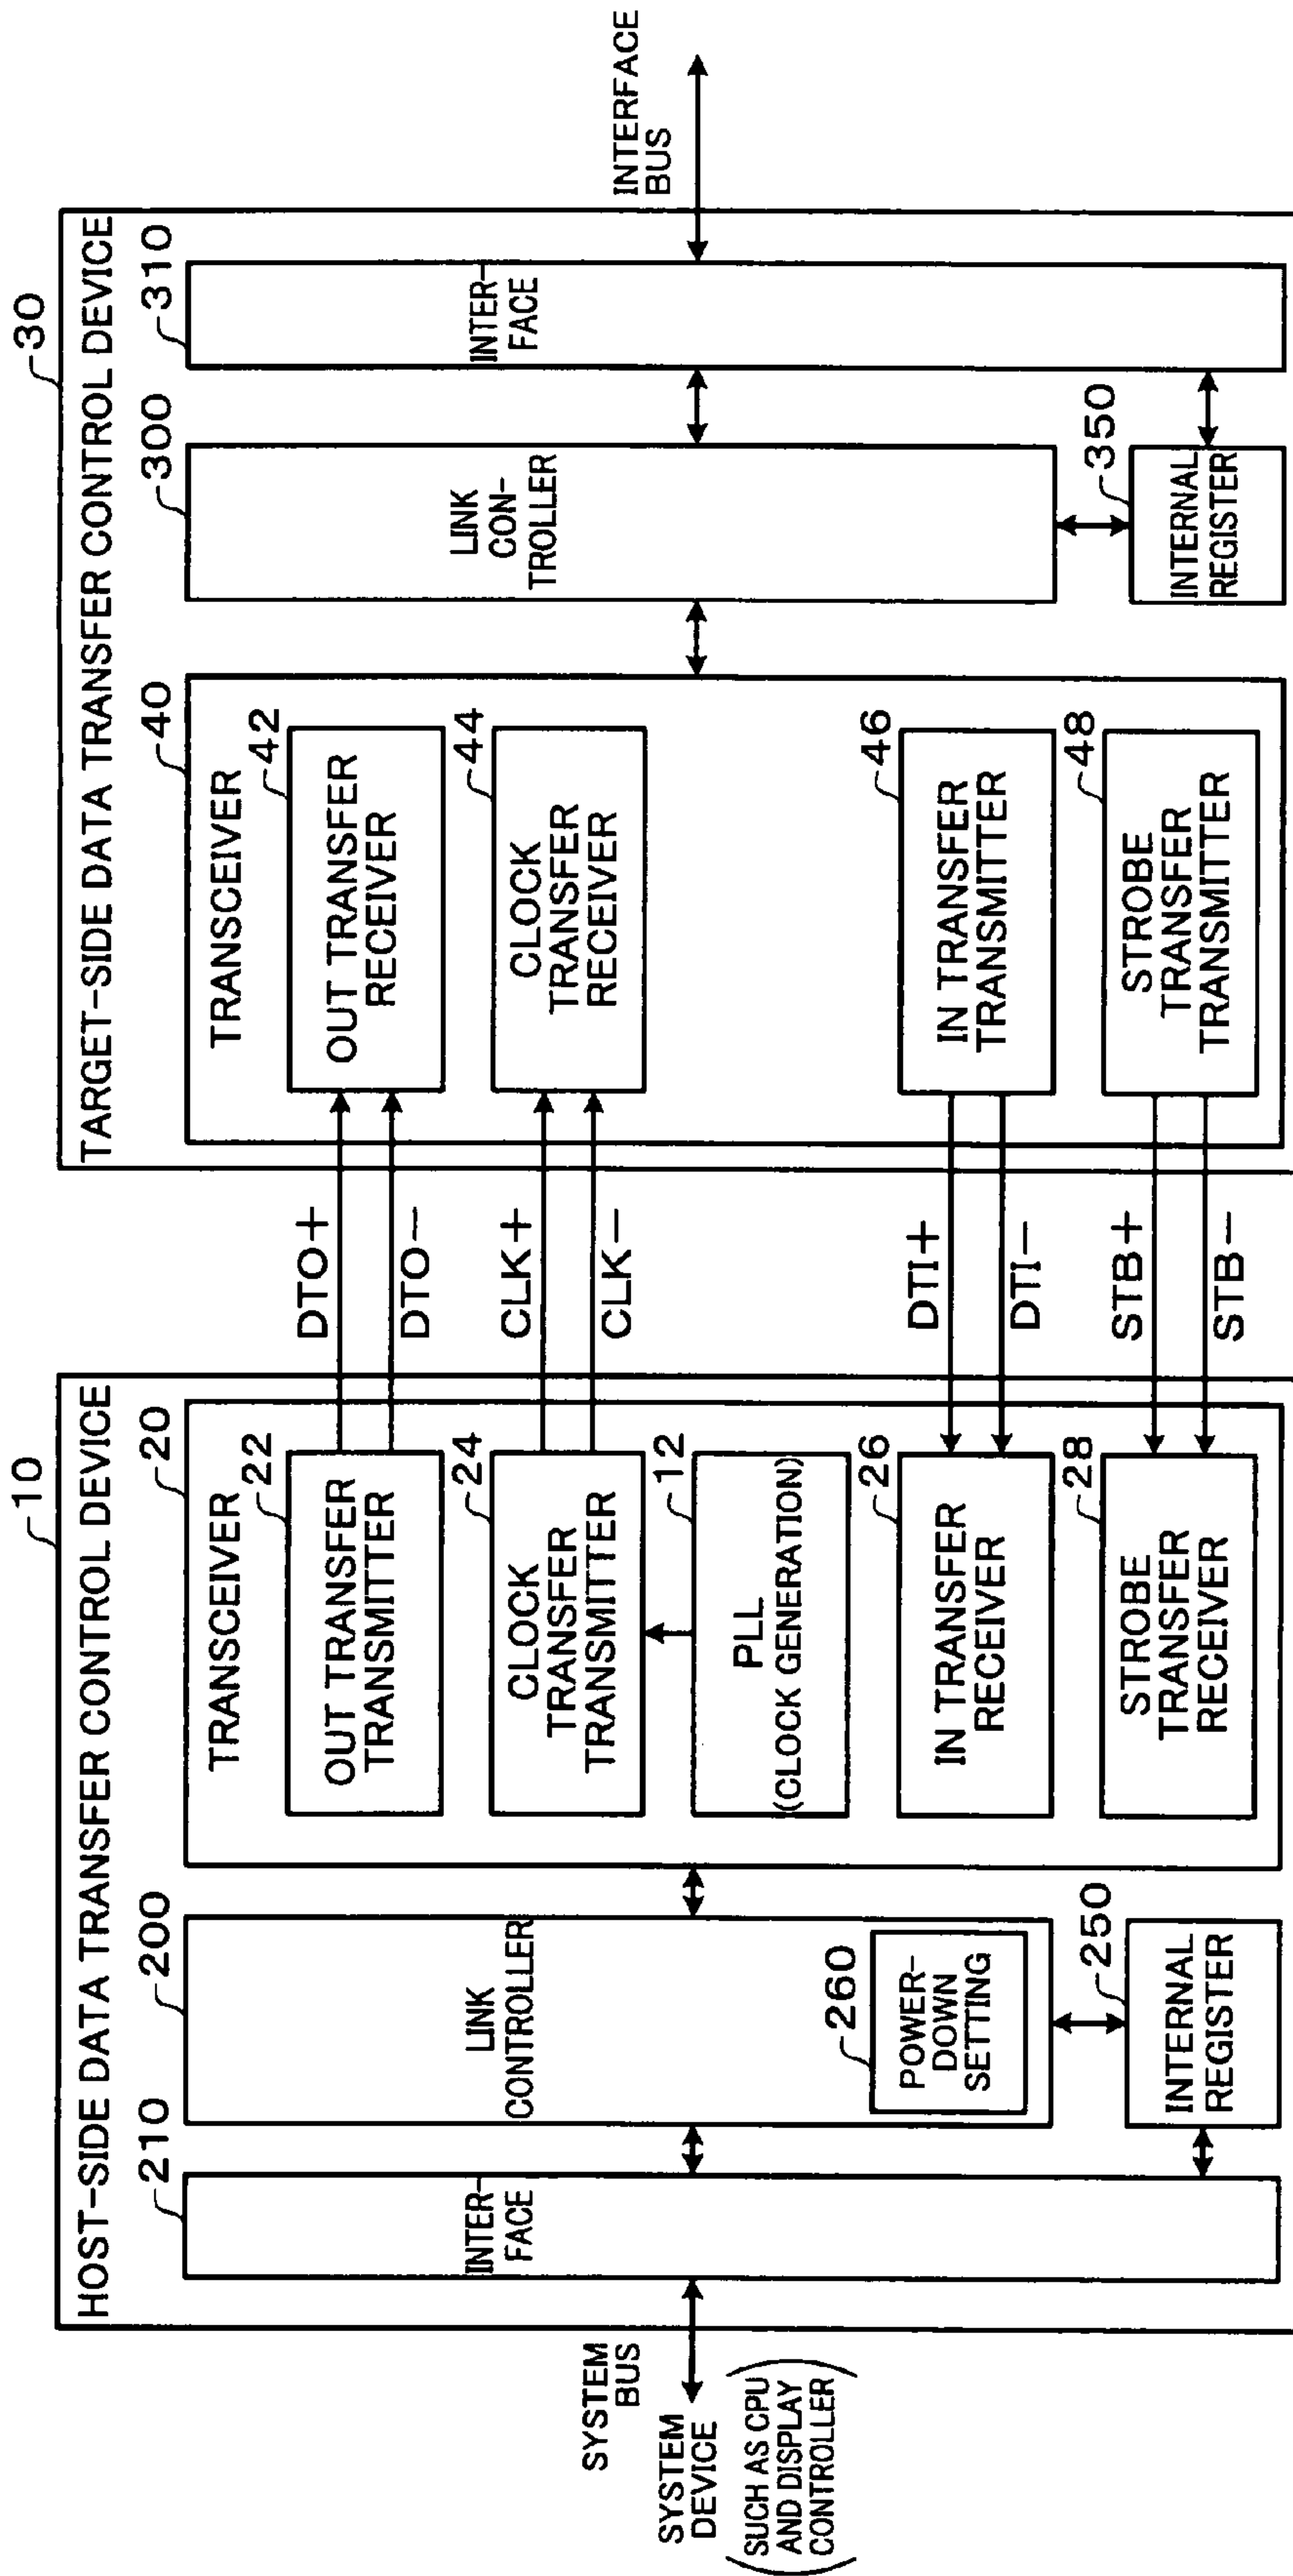 HOST-SIDE DATA TRANSFER CONTROL DEVICE
10
SYSTEM
BUS
SYSTEM
DEVICE
(SUCH AS CPU
AND DISPLAY
CONTROLLER)
210
INTER-
FACE
200
LINK
CONTROLLER
260
POWER-
DOWN
SETTING
250
INTERNAL
REGISTER
20
TRANSCEIVER
22
OUT TRANSFER
TRANSMITTER
24
CLOCK
TRANSFER
TRANSMITTER
12
PLL
(CLOCK GENERATION)
26
IN TRANSFER
RECEIVER
28
STROBE
TRANSFER
RECEIVER
DTO+
DTO-
CLK+
CLK-
DTI+
DTI-
STB+
STB-
TARGET-SIDE DATA TRANSFER CONTROL DEVICE
30
40
TRANSCEIVER
42
OUT TRANSFER
RECEIVER
44
CLOCK
TRANSFER
RECEIVER
46
IN TRANSFER
TRANSMITTER
48
STROBE
TRANSFER
TRANSMITTER
300
LINK
CON-
TROLLER
350
INTERNAL
REGISTER
310
INTER-
FACE
INTERFACE
BUS